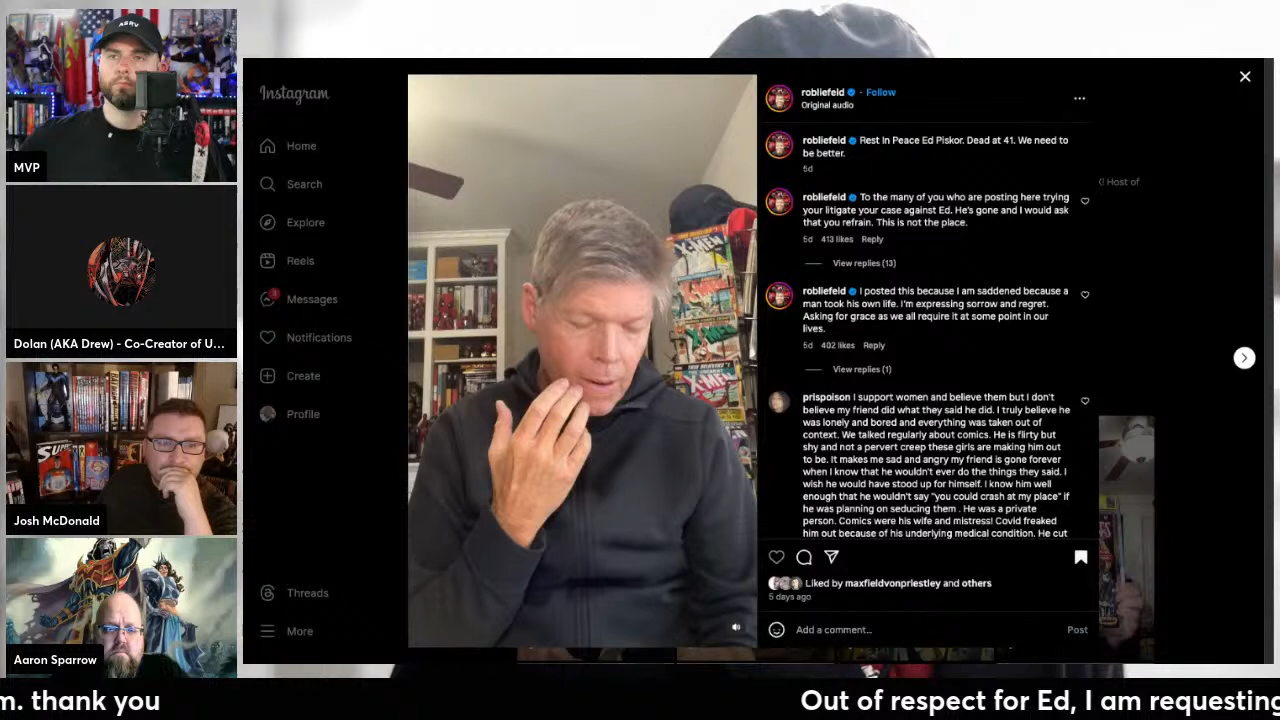 ASRV
MVP
Dolan (AKA Drew) - Co-Creator of U...
SUPER
Josh McDonald
Aaron Sparrow
Instagram
Home
Search
Explore
Reels
Messages
Notifications
Create
Profile
Threads
More
X-MEN
X-MEN
robliefeld · Follow
Original audio
robliefeld Rest In Peace Ed Piskor. Dead at 41. We need to
be better.
5d
robliefeld To the many of you who are posting here trying
your litigate your case against Ed. He's gone and I would ask
that you refrain. This is not the place.
5d 413 likes Reply
View replies (13)
robliefeld I posted this because I am saddened because a
man took his own life. I'm expressing sorrow and regret.
Asking for grace as we all require it at some point in our
lives.
5d 402 likes Reply
View replies (1)
prispoison I support women and believe them but I don't
believe my friend did what they said he did. I truly believe he
was lonely and bored and everything was taken out of
context. We talked regularly about comics. He is flirty but
shy and not a pervert creep these girls are making him out
to be. It makes me sad and angry my friend is gone forever
when I know that he wouldn't ever do the things they said. I
wish he would have stood up for himself. I know him well
enough that he wouldn't say "you could crash at my place" if
he was planning on seducing them . He was a private
person. Comics were his wife and mistress! Covid freaked
him out because of his underlying medical condition. He cut
Liked by maxfieldvonpriestley and others
5 days ago
Add a comment...
Post
Host of
m. thank you
Out of respect for Ed, I am requesting